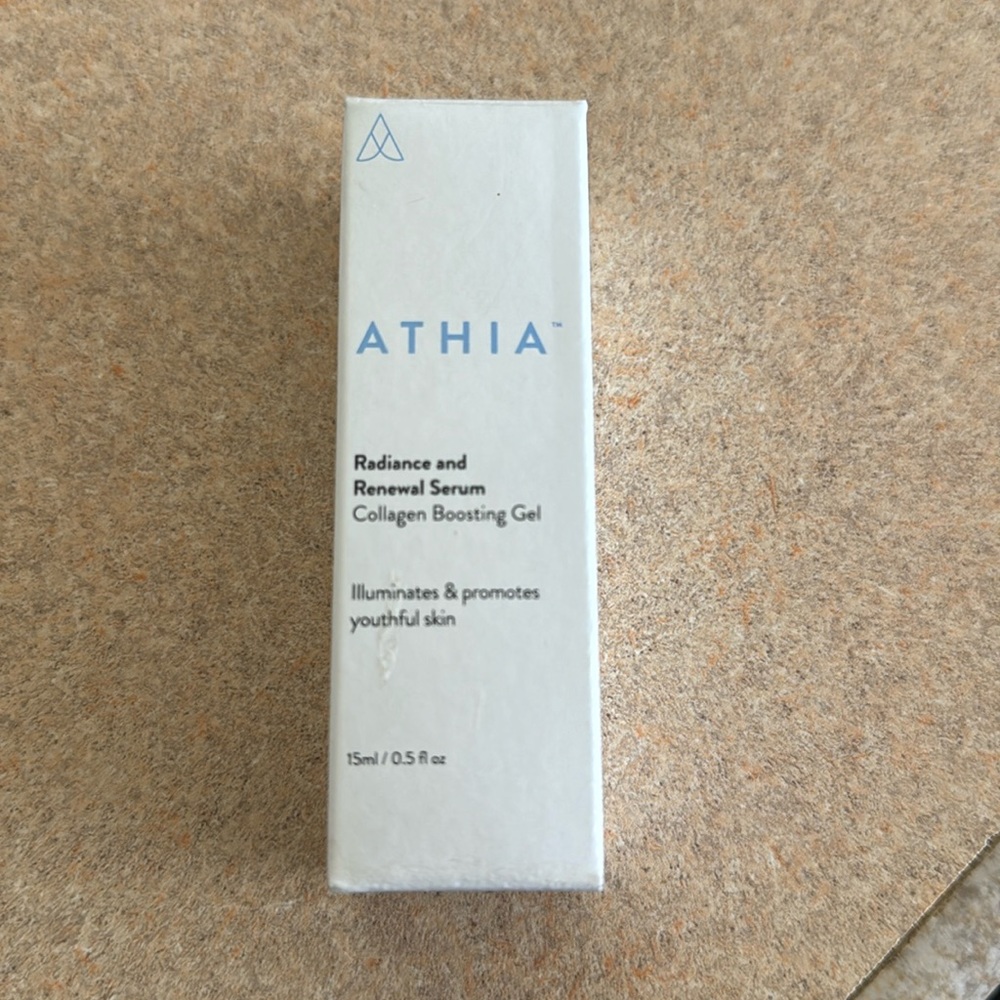 ATHIA™
Radiance and
Renewal Serum
Collagen Boosting Gel
Illuminates & promotes
youthful skin
15ml / 0.5 fl oz